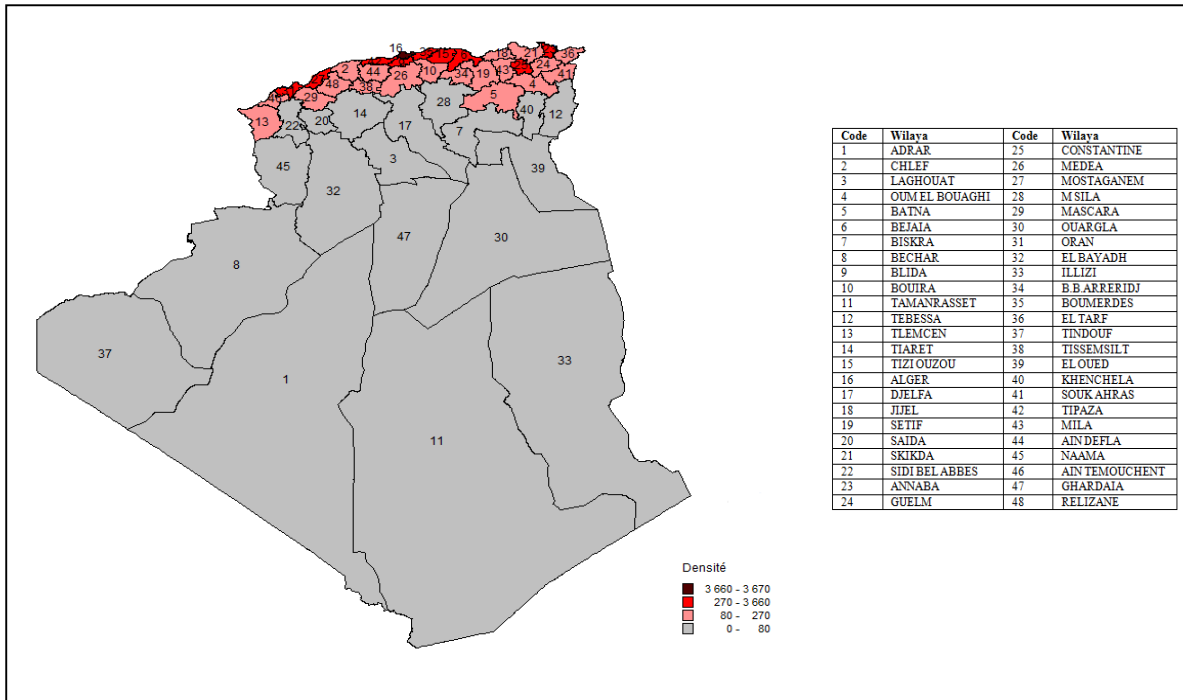 16
18
21
36
2
44
26
10
34
19
43
24
41
48
38
29
4
5
13
28
40
12
22
20
14
17
7
45
3
39
32
47
30
8
37
1
33
11
Code Wilaya Code Wilaya
1 ADRAR 25 CONSTANTINE
2 CHLEF 26 MEDEA
3 LAGHOUAT 27 MOSTAGANEM
4 OUM EL BOUAGHI 28 M SILA
5 BATNA 29 MASCARA
6 BEJAIA 30 OUARGLA
7 BISKRA 31 ORAN
8 BECHAR 32 EL BAYADH
9 BLIDA 33 ILLIZI
10 BOUIRA 34 B.B.ARRERIDJ
11 TAMANRASSET 35 BOUMERDES
12 TEBESSA 36 EL TARF
13 TLEMCEN 37 TINDOUF
14 TIARET 38 TISSEMSILT
15 TIZI OUZOU 39 EL OUED
16 ALGER 40 KHENCHELA
17 DJELFA 41 SOUK AHRAS
18 JIJEL 42 TIPAZA
19 SETIF 43 MILA
20 SAIDA 44 AIN DEFLA
21 SKIKDA 45 NAAMA
22 SIDI BEL ABBES 46 AIN TEMOUCHENT
23 ANNABA 47 GHARDAIA
24 GUELM 48 RELIZANE
Densité
3 660 - 3 670
270 - 3 660
80 - 270
0 - 80